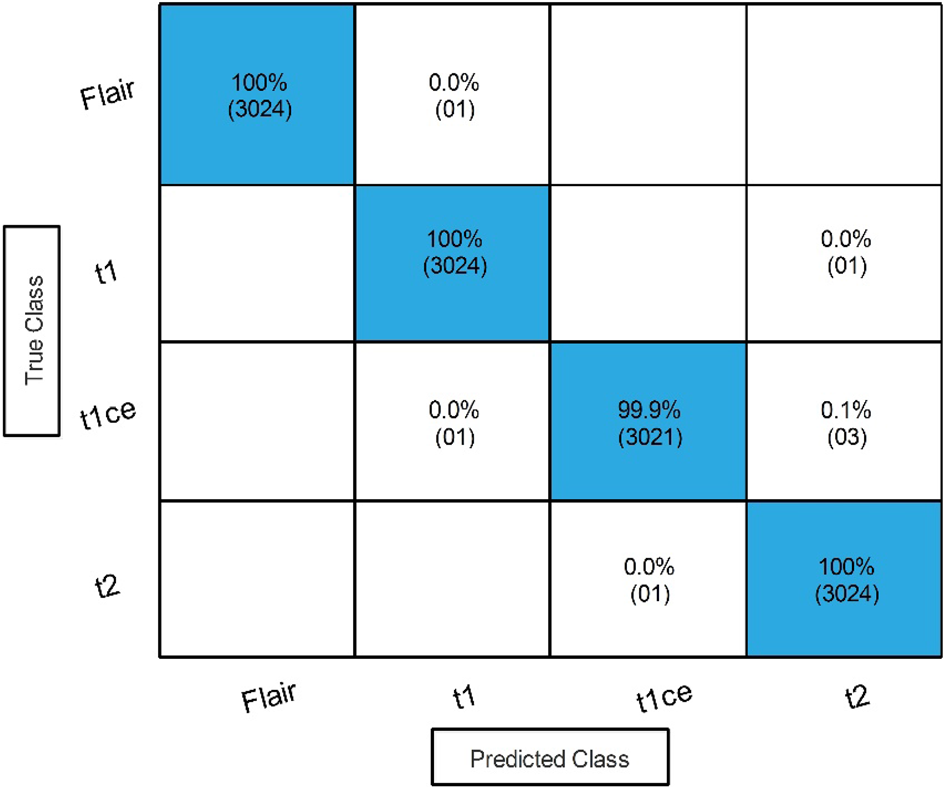 Flair
100%
(3024)
0.0%
(01)
t1
100%
(3024)
0.0%
(01)
True Class
t1ce
0.0%
(01)
99.9%
(3021)
0.1%
(03)
t2
0.0%
(01)
100%
(3024)
Flair
t1
t1ce
t2
Predicted Class